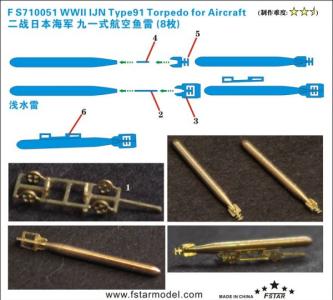 F S710051 WWII IJN Type91 Torpedo for Aircraft
(制作难度:
二战日本海军 九一式航空鱼雷 (8枚)
4
5
浅水雷
2
3
6
1
www.fstarmodel.com
MADE IN CHINA
FSTAR